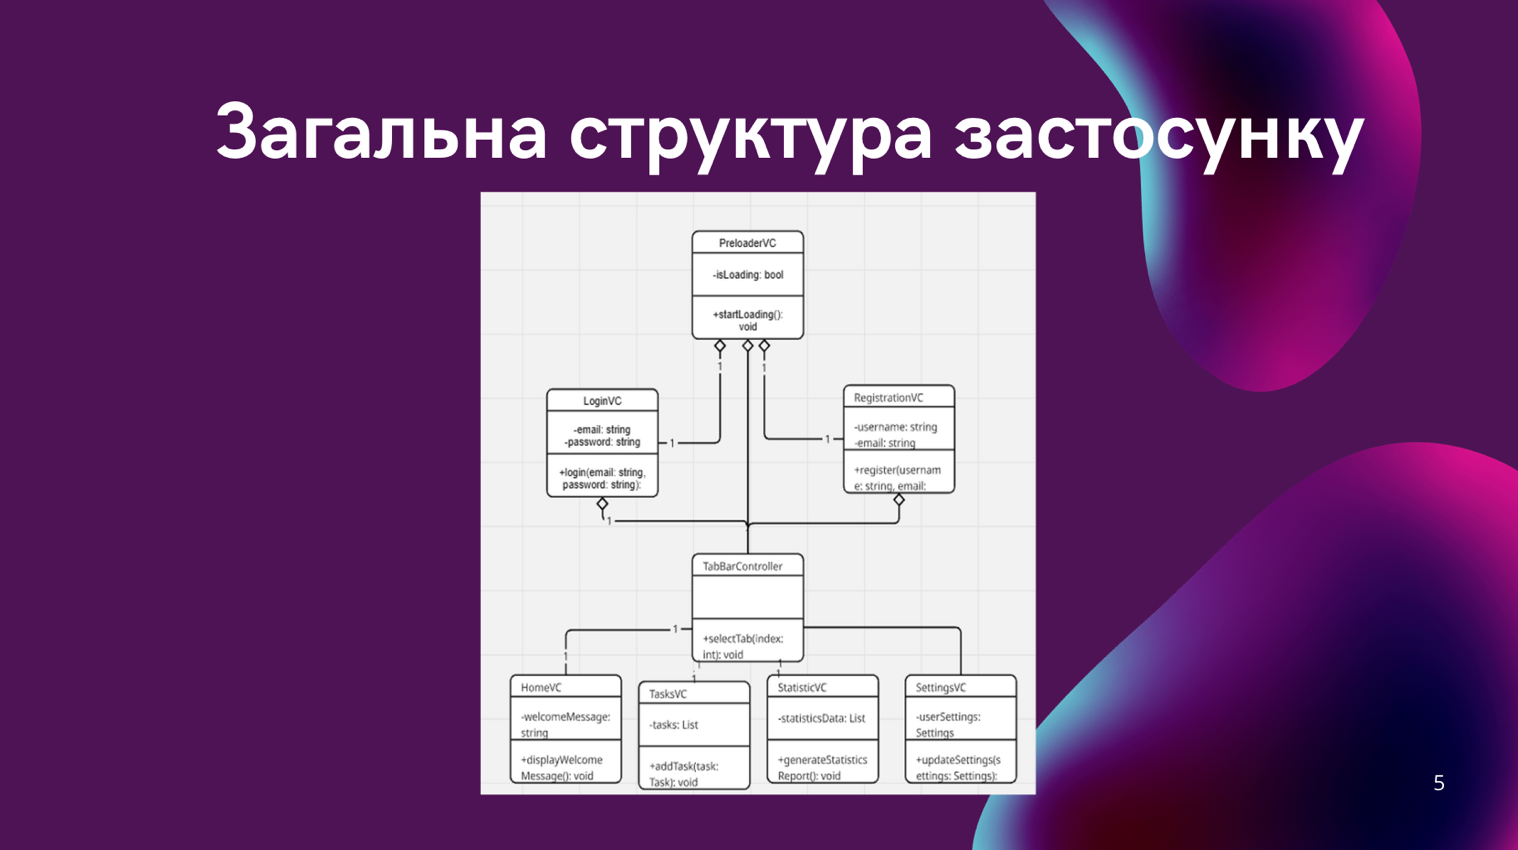 Загальна структура застосунку
PreloaderVC
-isLoading: bool
+startLoading():
void
1
1
LoginVC
-email: string
-password: string
+login(email: string,
password: string):
1
1
RegistrationVC
-username: string
-email: string
+register(usernam
e: string, email:
1
TabBarController
+selectTab(index:
int): void
1
1
1
1
1
HomeVC
-welcomeMessage:
string
+displayWelcome
Message(): void
TasksVC
-tasks: List
+addTask(task:
Task): void
StatisticVC
-statisticsData: List
+generateStatistics
Report(): void
SettingsVC
-userSettings:
Settings
+updateSettings(s
ettings: Settings):
5